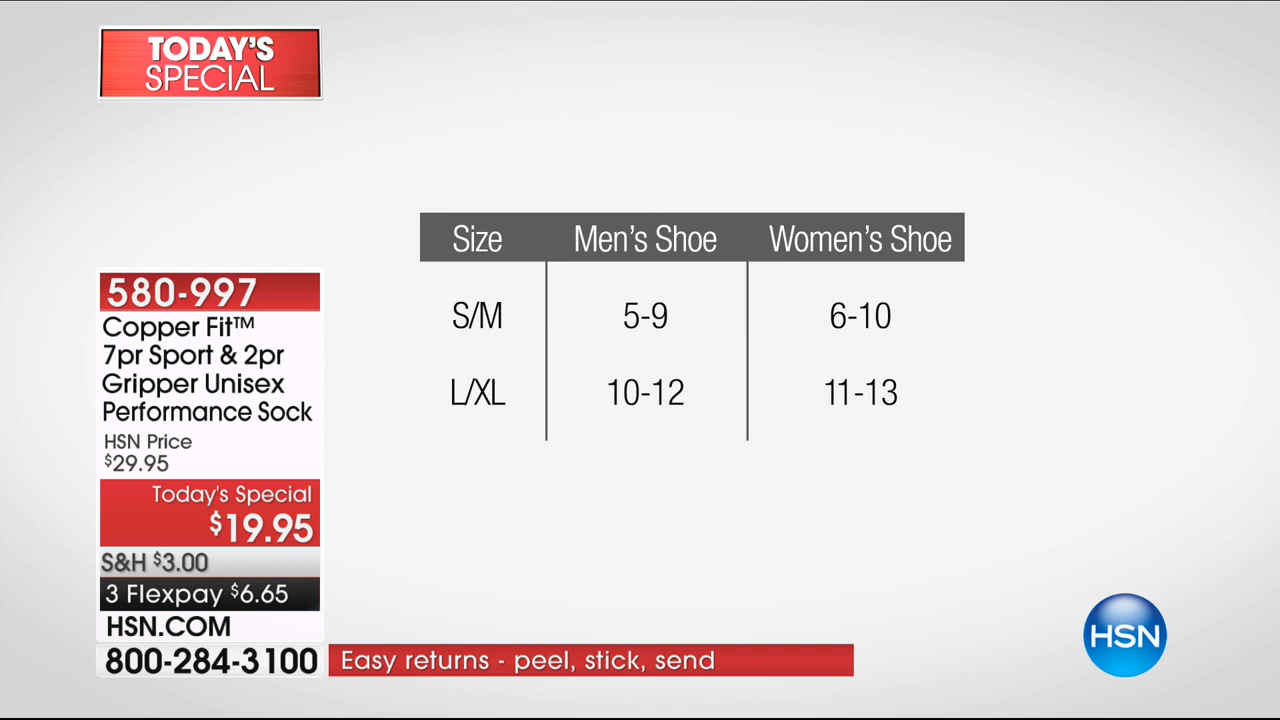 TODAY'S
SPECIAL
Size Men's Shoe Women's Shoe
S/M 5-9 6-10
L/XL 10-12 11-13
580-997
Copper Fit™
7pr Sport & 2pr
Gripper Unisex
Performance Sock
HSN Price
$29.95
Today's Special
$19.95
S&H $3.00
3 Flexpay $6.65
HSN.COM
800-284-3100
Easy returns - peel, stick, send
HSN